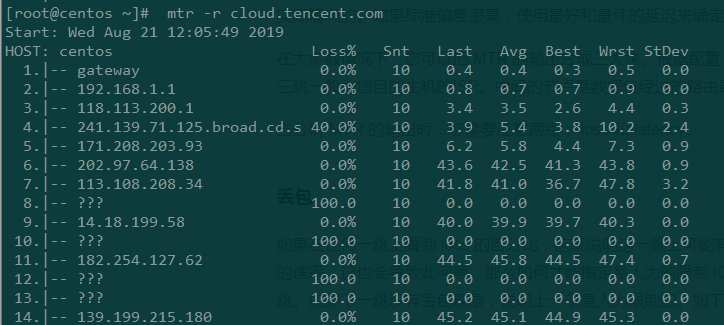 [root@centos ~]#  mtr -r cloud.tencent.com
Start: Wed Aug 21 12:05:49 2019
HOST: centos                      Loss%   Snt   Last   Avg  Best  Wrst StDev
  1.|-- gateway                    0.0%    10    0.4   0.4   0.3   0.5   0.0
  2.|-- 192.168.1.1                0.0%    10    0.8   0.7   0.7   0.9   0.0
  3.|-- 118.113.200.1              0.0%    10    3.4   3.5   2.6   4.4   0.3
  4.|-- 241.139.71.125.broad.cd.s 40.0%    10    3.9   5.4   3.8  10.2   2.4
  5.|-- 171.208.203.93             0.0%    10    6.2   5.8   4.4   7.3   0.9
  6.|-- 202.97.64.138              0.0%    10   43.6  42.5  41.3  43.8   0.9
  7.|-- 113.108.208.34             0.0%    10   41.8  41.0  36.7  47.8   3.2
  8.|-- ???                       100.0    10    0.0   0.0   0.0   0.0   0.0
  9.|-- 14.18.199.58               0.0%    10   40.0  39.9  39.7  40.3   0.0
 10.|-- ???                       100.0    10    0.0   0.0   0.0   0.0   0.0
 11.|-- 182.254.127.62             0.0%    10   44.5  45.8  44.5  47.4   0.7
 12.|-- ???                       100.0    10    0.0   0.0   0.0   0.0   0.0
 13.|-- ???                       100.0    10    0.0   0.0   0.0   0.0   0.0
 14.|-- 139.199.215.180            0.0%    10   45.2  45.1  44.9  45.3   0.0